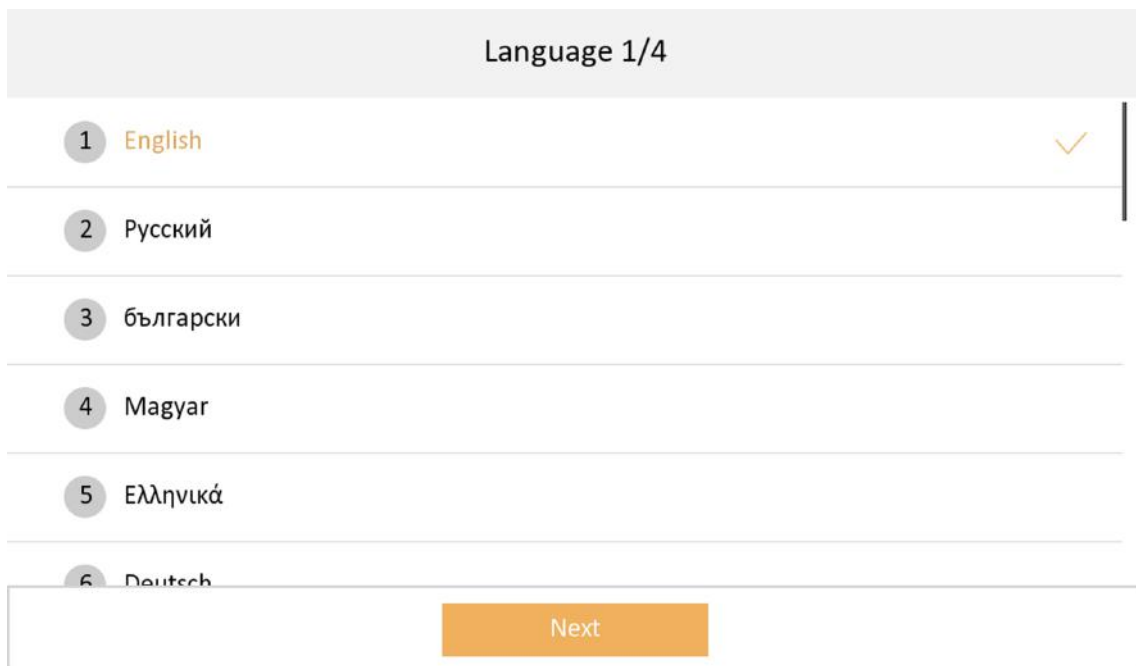 Language 1/4
1 English
2 Русский
3 български
4 Magyar
5 Ελληνικά
6 Deutsch
Next